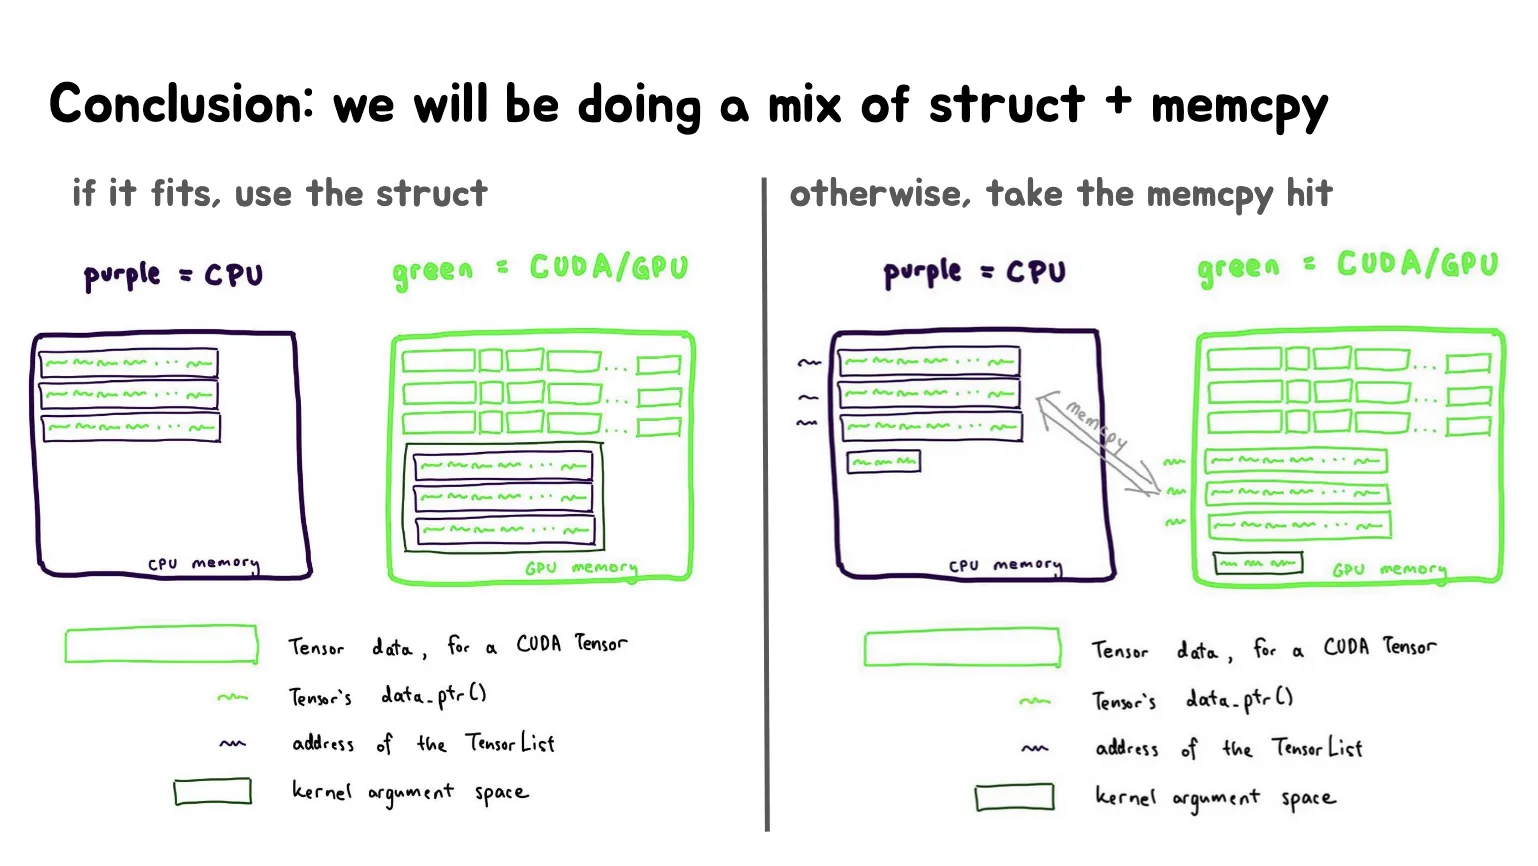 Conclusion: we will be doing a mix of struct + memcpy
if it fits, use the struct
purple = CPU
green = CUDA/GPU
CPU memory
GPU memory
Tensor data, for a CUDA Tensor
Tensor's data_ptr()
address of the TensorList
kernel argument space
otherwise, take the memcpy hit
purple = CPU
green = CUDA/GPU
memcpy
CPU memory
GPU memory
Tensor data, for a CUDA Tensor
Tensor's data_ptr()
address of the TensorList
kernel argument space